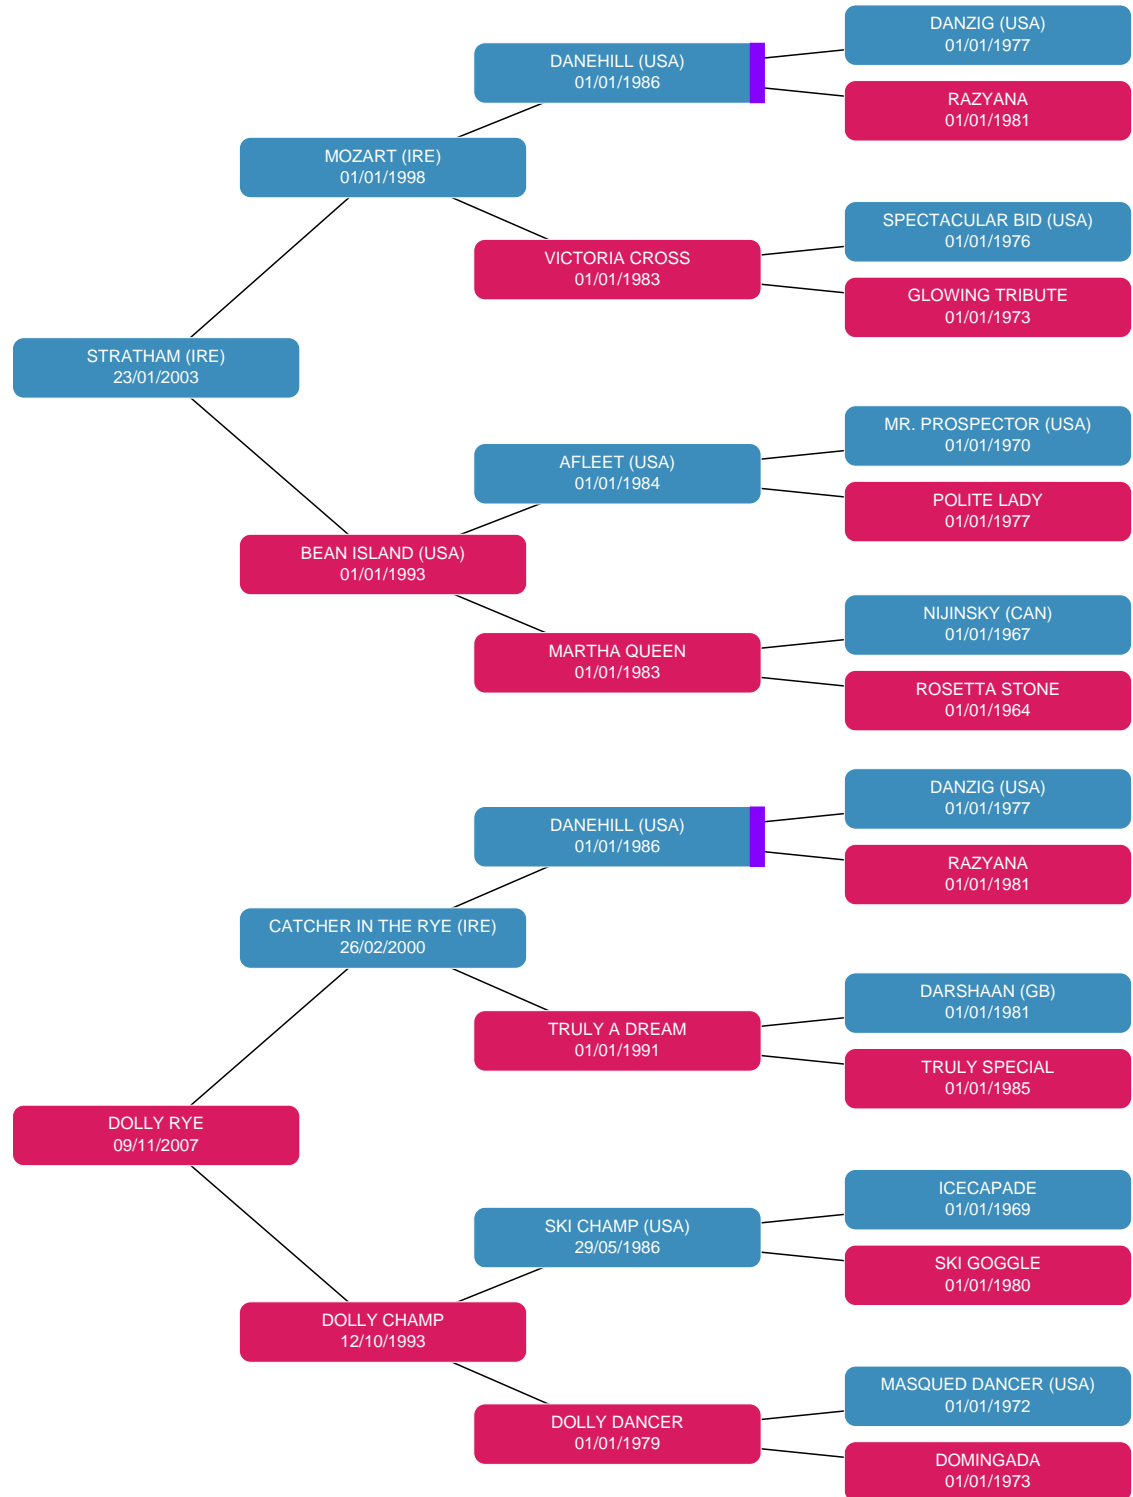 DANZIG (USA)
01/01/1977
DANEHILL (USA)
01/01/1986
RAZYANA
01/01/1981
MOZART (IRE)
01/01/1998
SPECTACULAR BID (USA)
01/01/1976
VICTORIA CROSS
01/01/1983
GLOWING TRIBUTE
01/01/1973
STRATHAM (IRE)
23/01/2003
MR. PROSPECTOR (USA)
01/01/1970
AFLEET (USA)
01/01/1984
POLITE LADY
01/01/1977
BEAN ISLAND (USA)
01/01/1993
NIJINSKY (CAN)
01/01/1967
MARTHA QUEEN
01/01/1983
ROSETTA STONE
01/01/1964
DANZIG (USA)
01/01/1977
DANEHILL (USA)
01/01/1986
RAZYANA
01/01/1981
CATCHER IN THE RYE (IRE)
26/02/2000
DARSHAAN (GB)
01/01/1981
TRULY A DREAM
01/01/1991
TRULY SPECIAL
01/01/1985
DOLLY RYE
09/11/2007
ICECAPADE
01/01/1969
SKI CHAMP (USA)
29/05/1986
SKI GOGGLE
01/01/1980
DOLLY CHAMP
12/10/1993
MASQUED DANCER (USA)
01/01/1972
DOLLY DANCER
01/01/1979
DOMINGADA
01/01/1973